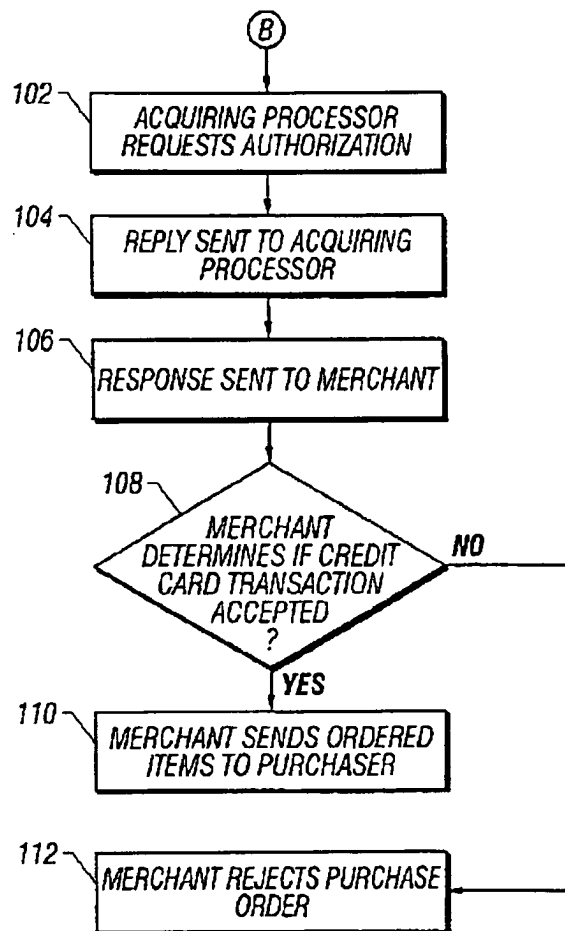 B
102
ACQUIRING PROCESSOR
REQUESTS AUTHORIZATION
104
REPLY SENT TO ACQUIRING
PROCESSOR
106
RESPONSE SENT TO MERCHANT
108
MERCHANT
DETERMINES IF CREDIT
CARD TRANSACTION
ACCEPTED
?
NO
YES
110
MERCHANT SENDS ORDERED
ITEMS TO PURCHASER
112
MERCHANT REJECTS PURCHASE
ORDER